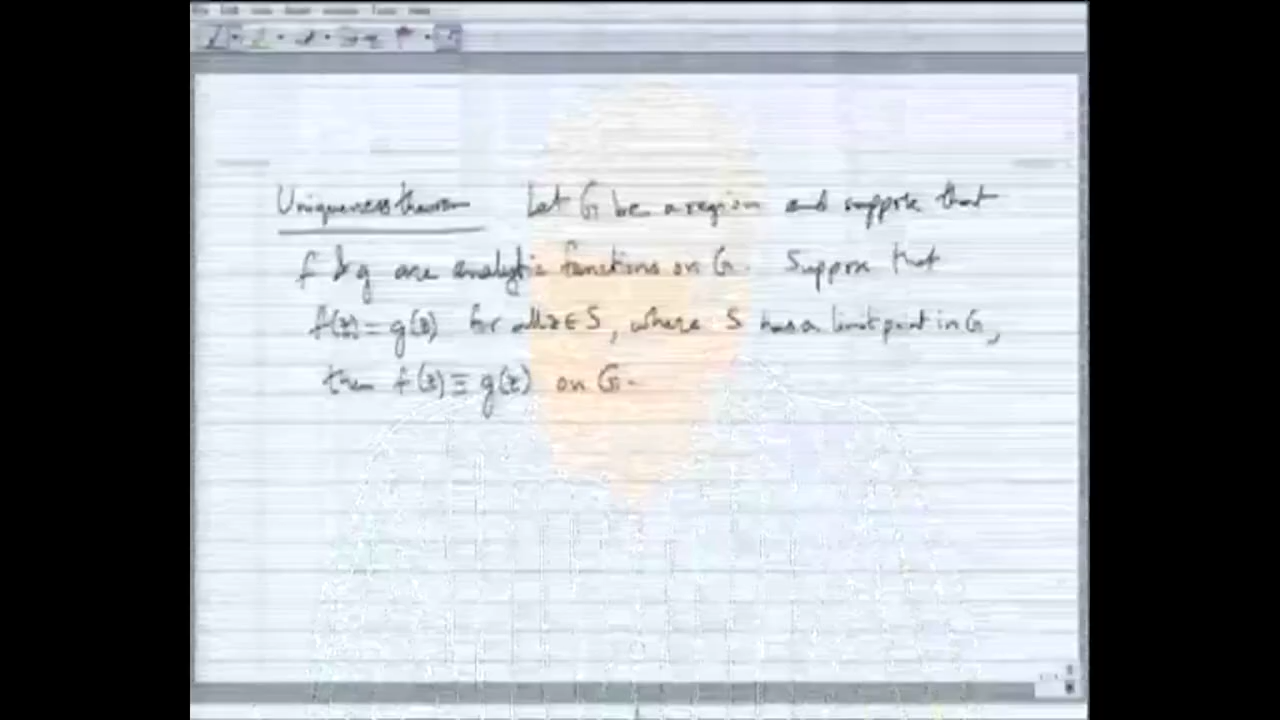 Uniqueness theorem Let G be a region and suppose that
f & g are analytic functions on G. Suppose that
f(z) = g(z) for all z ∈ S, where S has a limit point in G,
then f(z) ≡ g(z) on G.